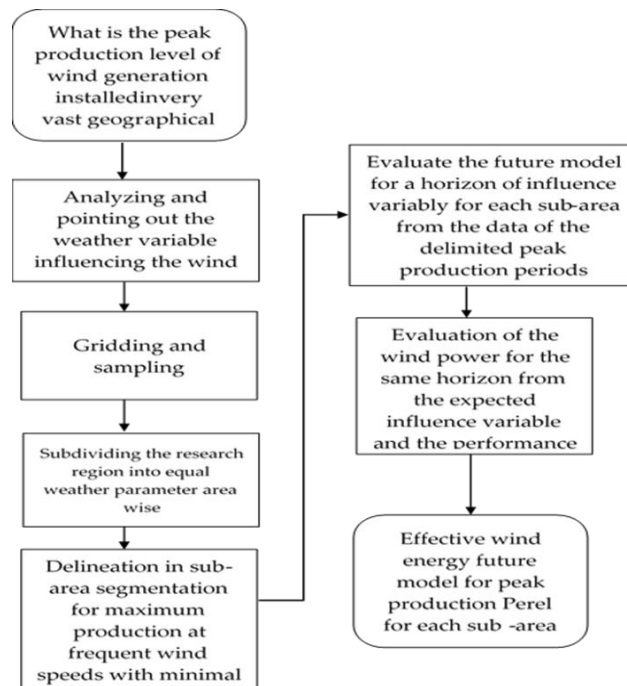 What is the peak
production level of
wind generation
installedinvery
vast geographical
Analyzing and
pointing out the
weather variable
influencing the wind
Gridding and
sampling
Subdividing the research
region into equal
weather parameter area
wise
Delineation in sub-
area segmentation
for maximum
production at
frequent wind
speeds with minimal
Evaluate the future model
for a horizon of influence
variably for each sub-area
from the data of the
delimited peak
production periods
Evaluation of the
wind power for the
same horizon from
the expected
influence variable
and the performance
Effective wind
energy future
model for peak
production Perel
for each sub -area